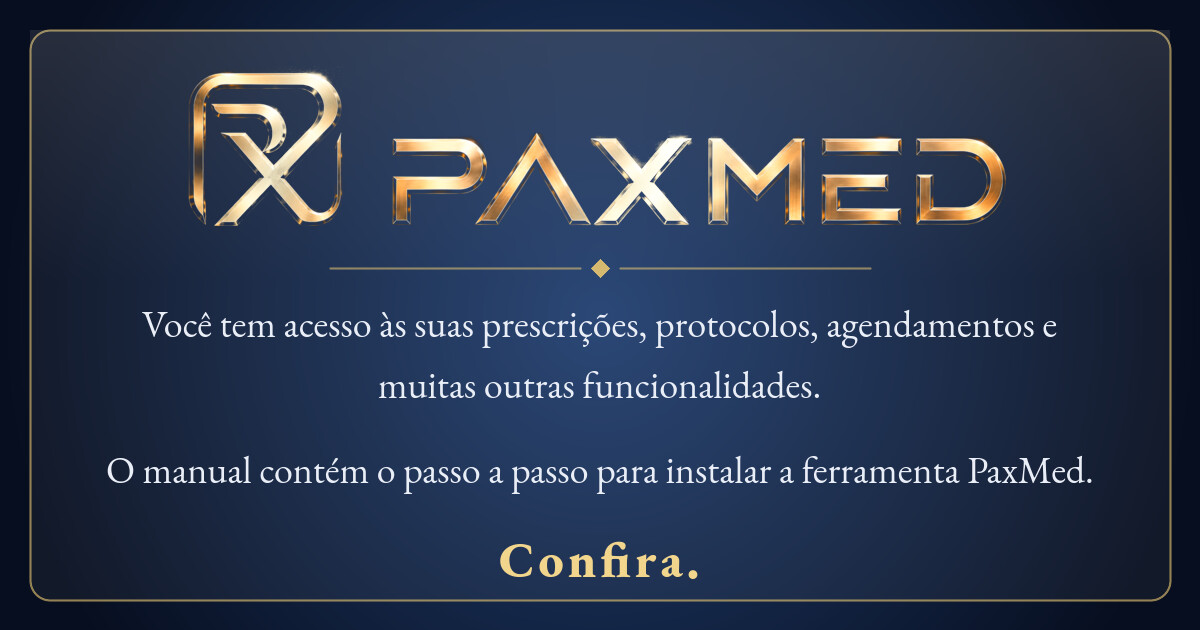 PAXMED
Você tem acesso às suas prescrições, protocolos, agendamentos e
muitas outras funcionalidades.
O manual contém o passo a passo para instalar a ferramenta PaxMed.
Confira.